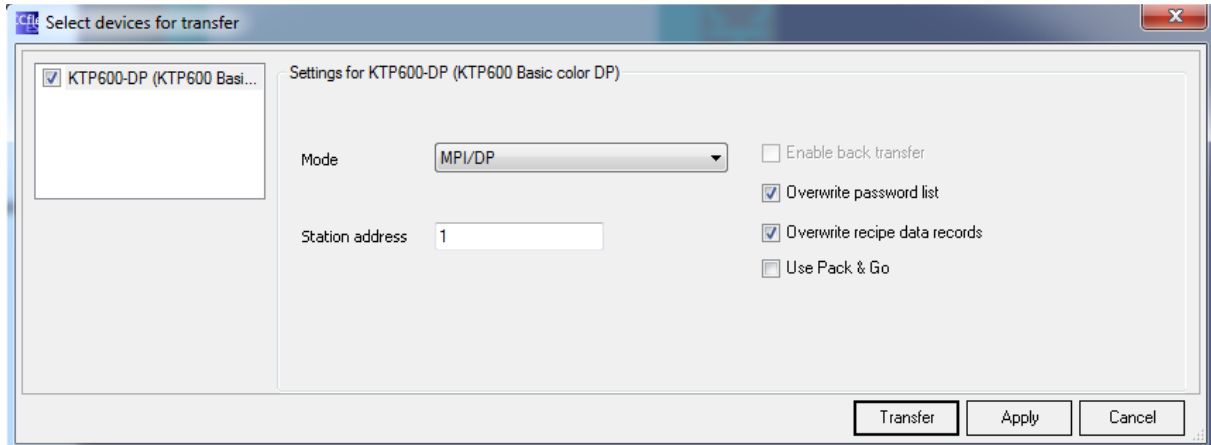 Select devices for transfer
KTP600-DP (KTP600 Basi...
Settings for KTP600-DP (KTP600 Basic color DP)
Mode
MPI/DP
Enable back transfer
Overwrite password list
Station address
1
Overwrite recipe data records
Use Pack & Go
Transfer
Apply
Cancel